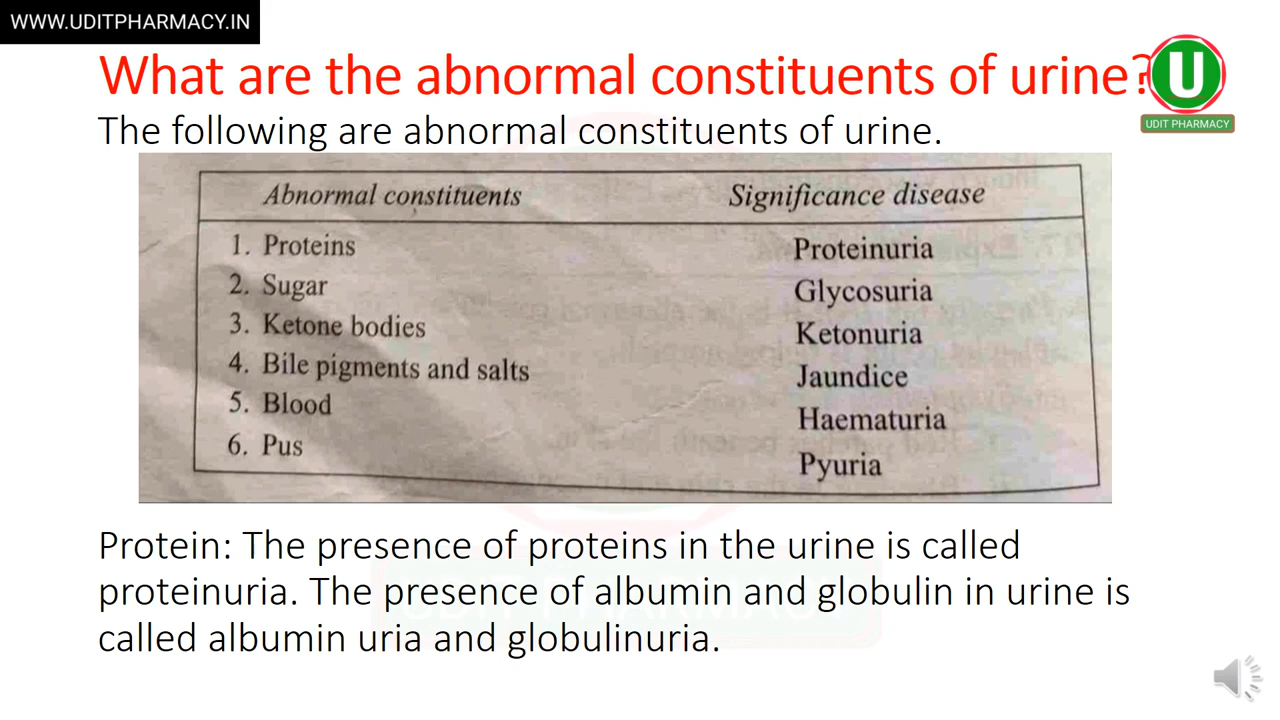 WWW.UDITPHARMACY.IN
What are the abnormal constituents of urine?
U
UDIT PHARMACY
The following are abnormal constituents of urine.
Abnormal constituents Significance disease
1. Proteins Proteinuria
2. Sugar Glycosuria
3. Ketone bodies Ketonuria
4. Bile pigments and salts Jaundice
5. Blood Haematuria
6. Pus Pyuria
Protein: The presence of proteins in the urine is called
proteinuria. The presence of albumin and globulin in urine is
called albumin uria and globulinuria.
UDIT PHARMACY